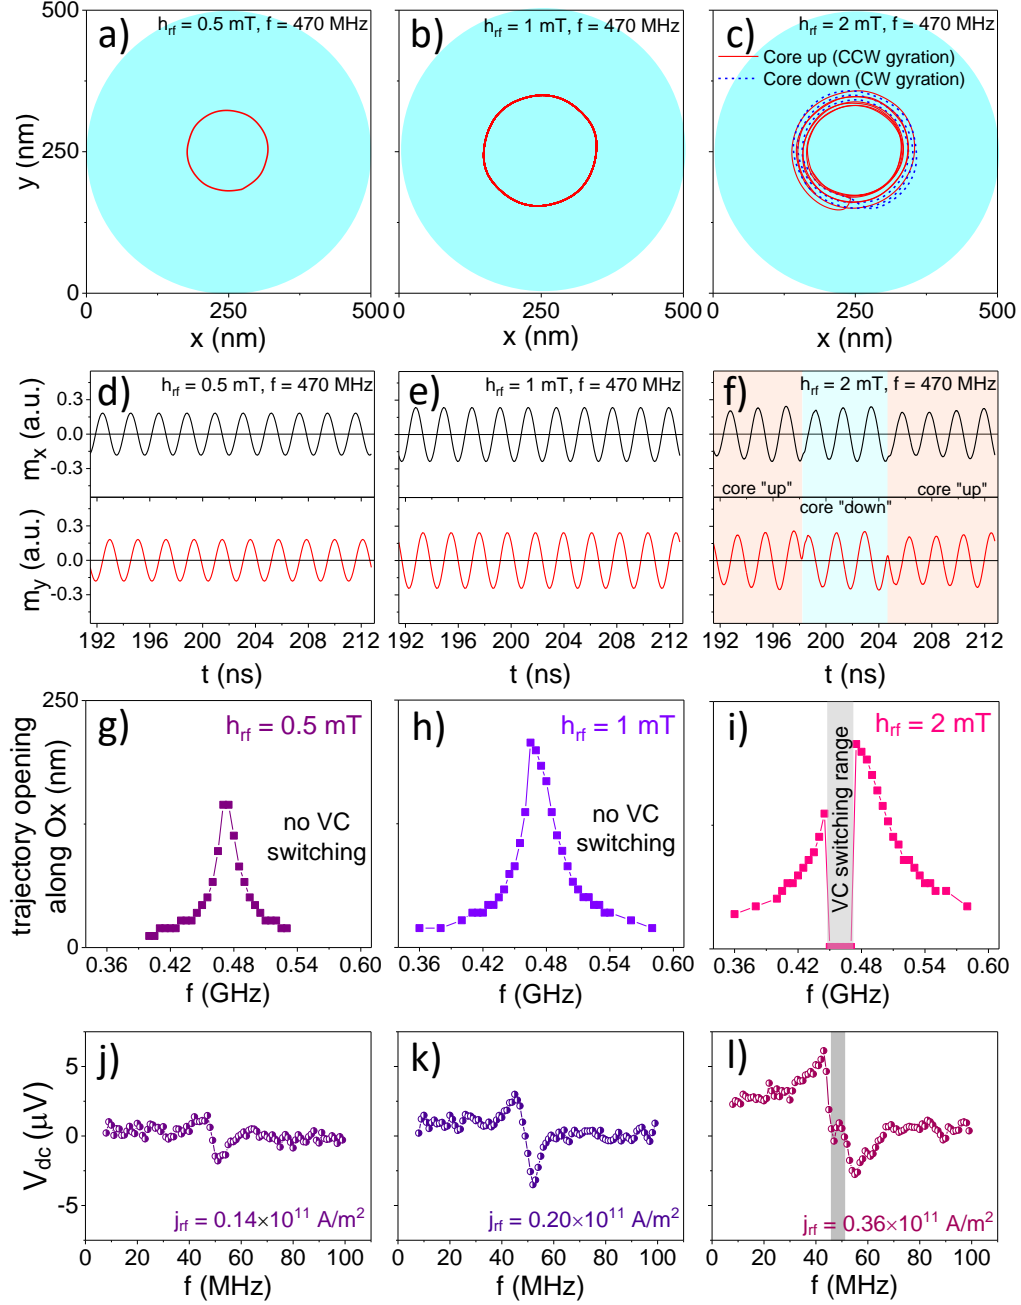 a)
h_rf = 0.5 mT, f = 470 MHz
b)
h_rf = 1 mT, f = 470 MHz
c)
h_rf = 2 mT, f = 470 MHz
Core up (CCW gyration)
Core down (CW gyration)
y (nm)
500
250
0
0 250 500
0 250 500
0 250 500
x (nm)
x (nm)
x (nm)
d)
h_rf = 0.5 mT, f = 470 MHz
e)
h_rf = 1 mT, f = 470 MHz
f)
h_rf = 2 mT, f = 470 MHz
m_x (a.u.)
0.3
0.0
-0.3
core "up"
core "down"
core "up"
m_y (a.u.)
0.3
0.0
-0.3
192 196 200 204 208 212
192 196 200 204 208 212
192 196 200 204 208 212
t (ns)
t (ns)
t (ns)
trajectory opening
along Ox (nm)
250
0
g)
h_rf = 0.5 mT
no VC
switching
h)
h_rf = 1 mT
no VC
switching
i)
h_rf = 2 mT
VC switching range
0.36 0.42 0.48 0.54 0.60
0.36 0.42 0.48 0.54 0.60
0.36 0.42 0.48 0.54 0.60
f (GHz)
f (GHz)
f (GHz)
V_dc (μV)
5
0
-5
j)
j_rf = 0.14×10^11 A/m^2
k)
j_rf = 0.20×10^11 A/m^2
l)
j_rf = 0.36×10^11 A/m^2
0 20 40 60 80 100
0 20 40 60 80 100
0 20 40 60 80 100
f (MHz)
f (MHz)
f (MHz)